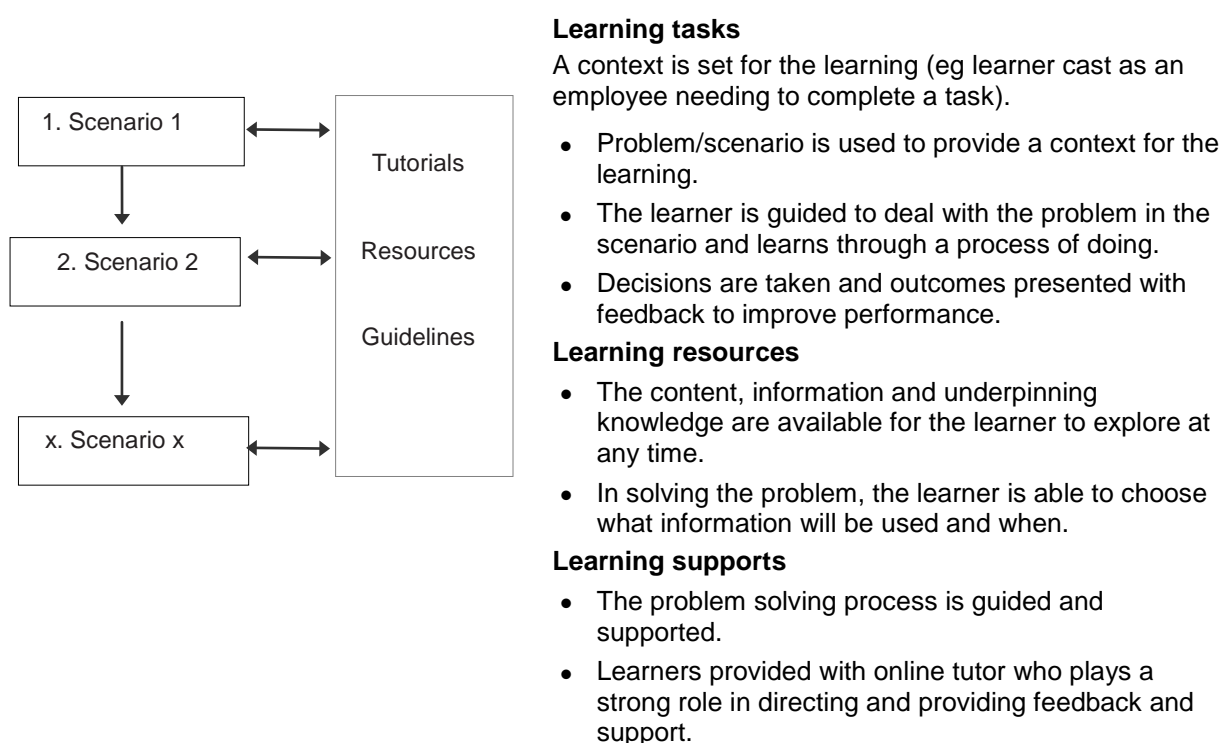 1. Scenario 1
2. Scenario 2
x. Scenario x
Tutorials
Resources
Guidelines
Learning tasks
A context is set for the learning (eg learner cast as an
employee needing to complete a task).
• Problem/scenario is used to provide a context for the
learning.
• The learner is guided to deal with the problem in the
scenario and learns through a process of doing.
• Decisions are taken and outcomes presented with
feedback to improve performance.
Learning resources
• The content, information and underpinning
knowledge are available for the learner to explore at
any time.
• In solving the problem, the learner is able to choose
what information will be used and when.
Learning supports
• The problem solving process is guided and
supported.
• Learners provided with online tutor who plays a
strong role in directing and providing feedback and
support.